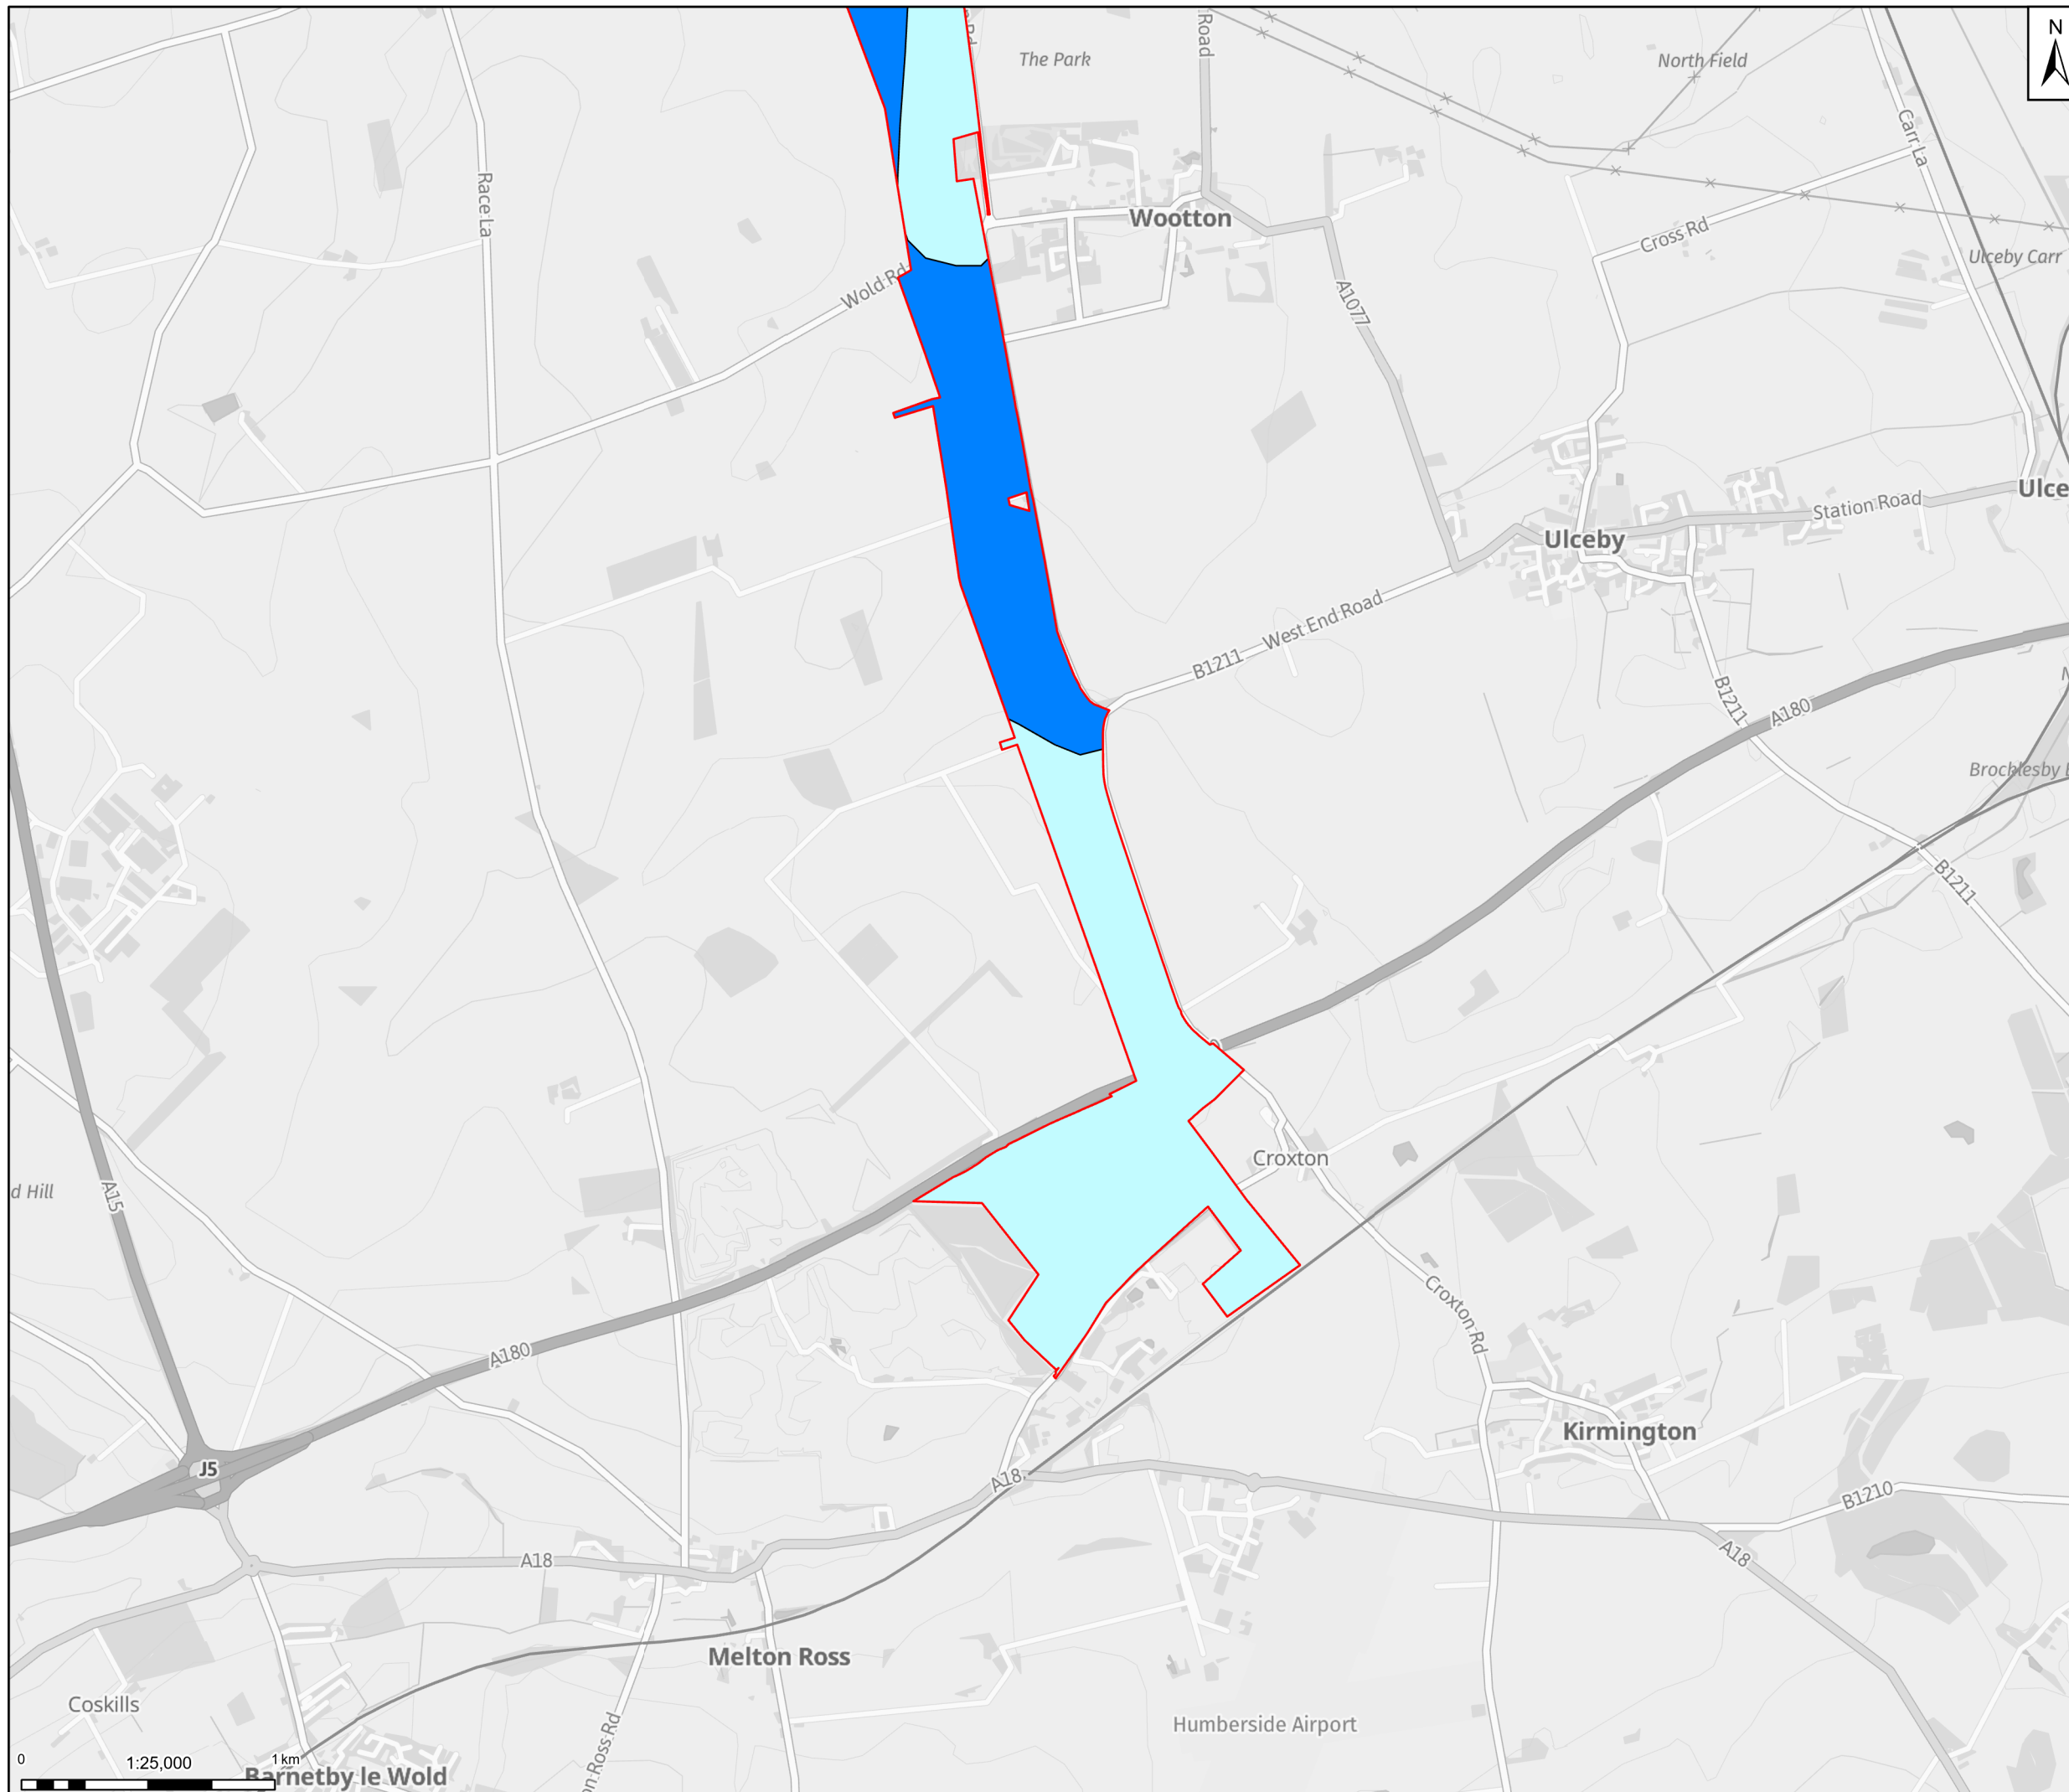 Road
The Park
North Field
N
Carr La
Race La
Wootton
Cross Rd
Ulceby Carr
Wold Rd
A1077
Station Road
Ulceby
West End Road
B1211
B1211
A180
B1211
Croxton
d Hill
A15
Croxton Rd
A180
Kirmington
J5
A18
B1210
A18
A18
Melton Ross
Coskills
Humberside Airport
on Ross Rd
0
1:25,000
1 km
Barnetby le Wold